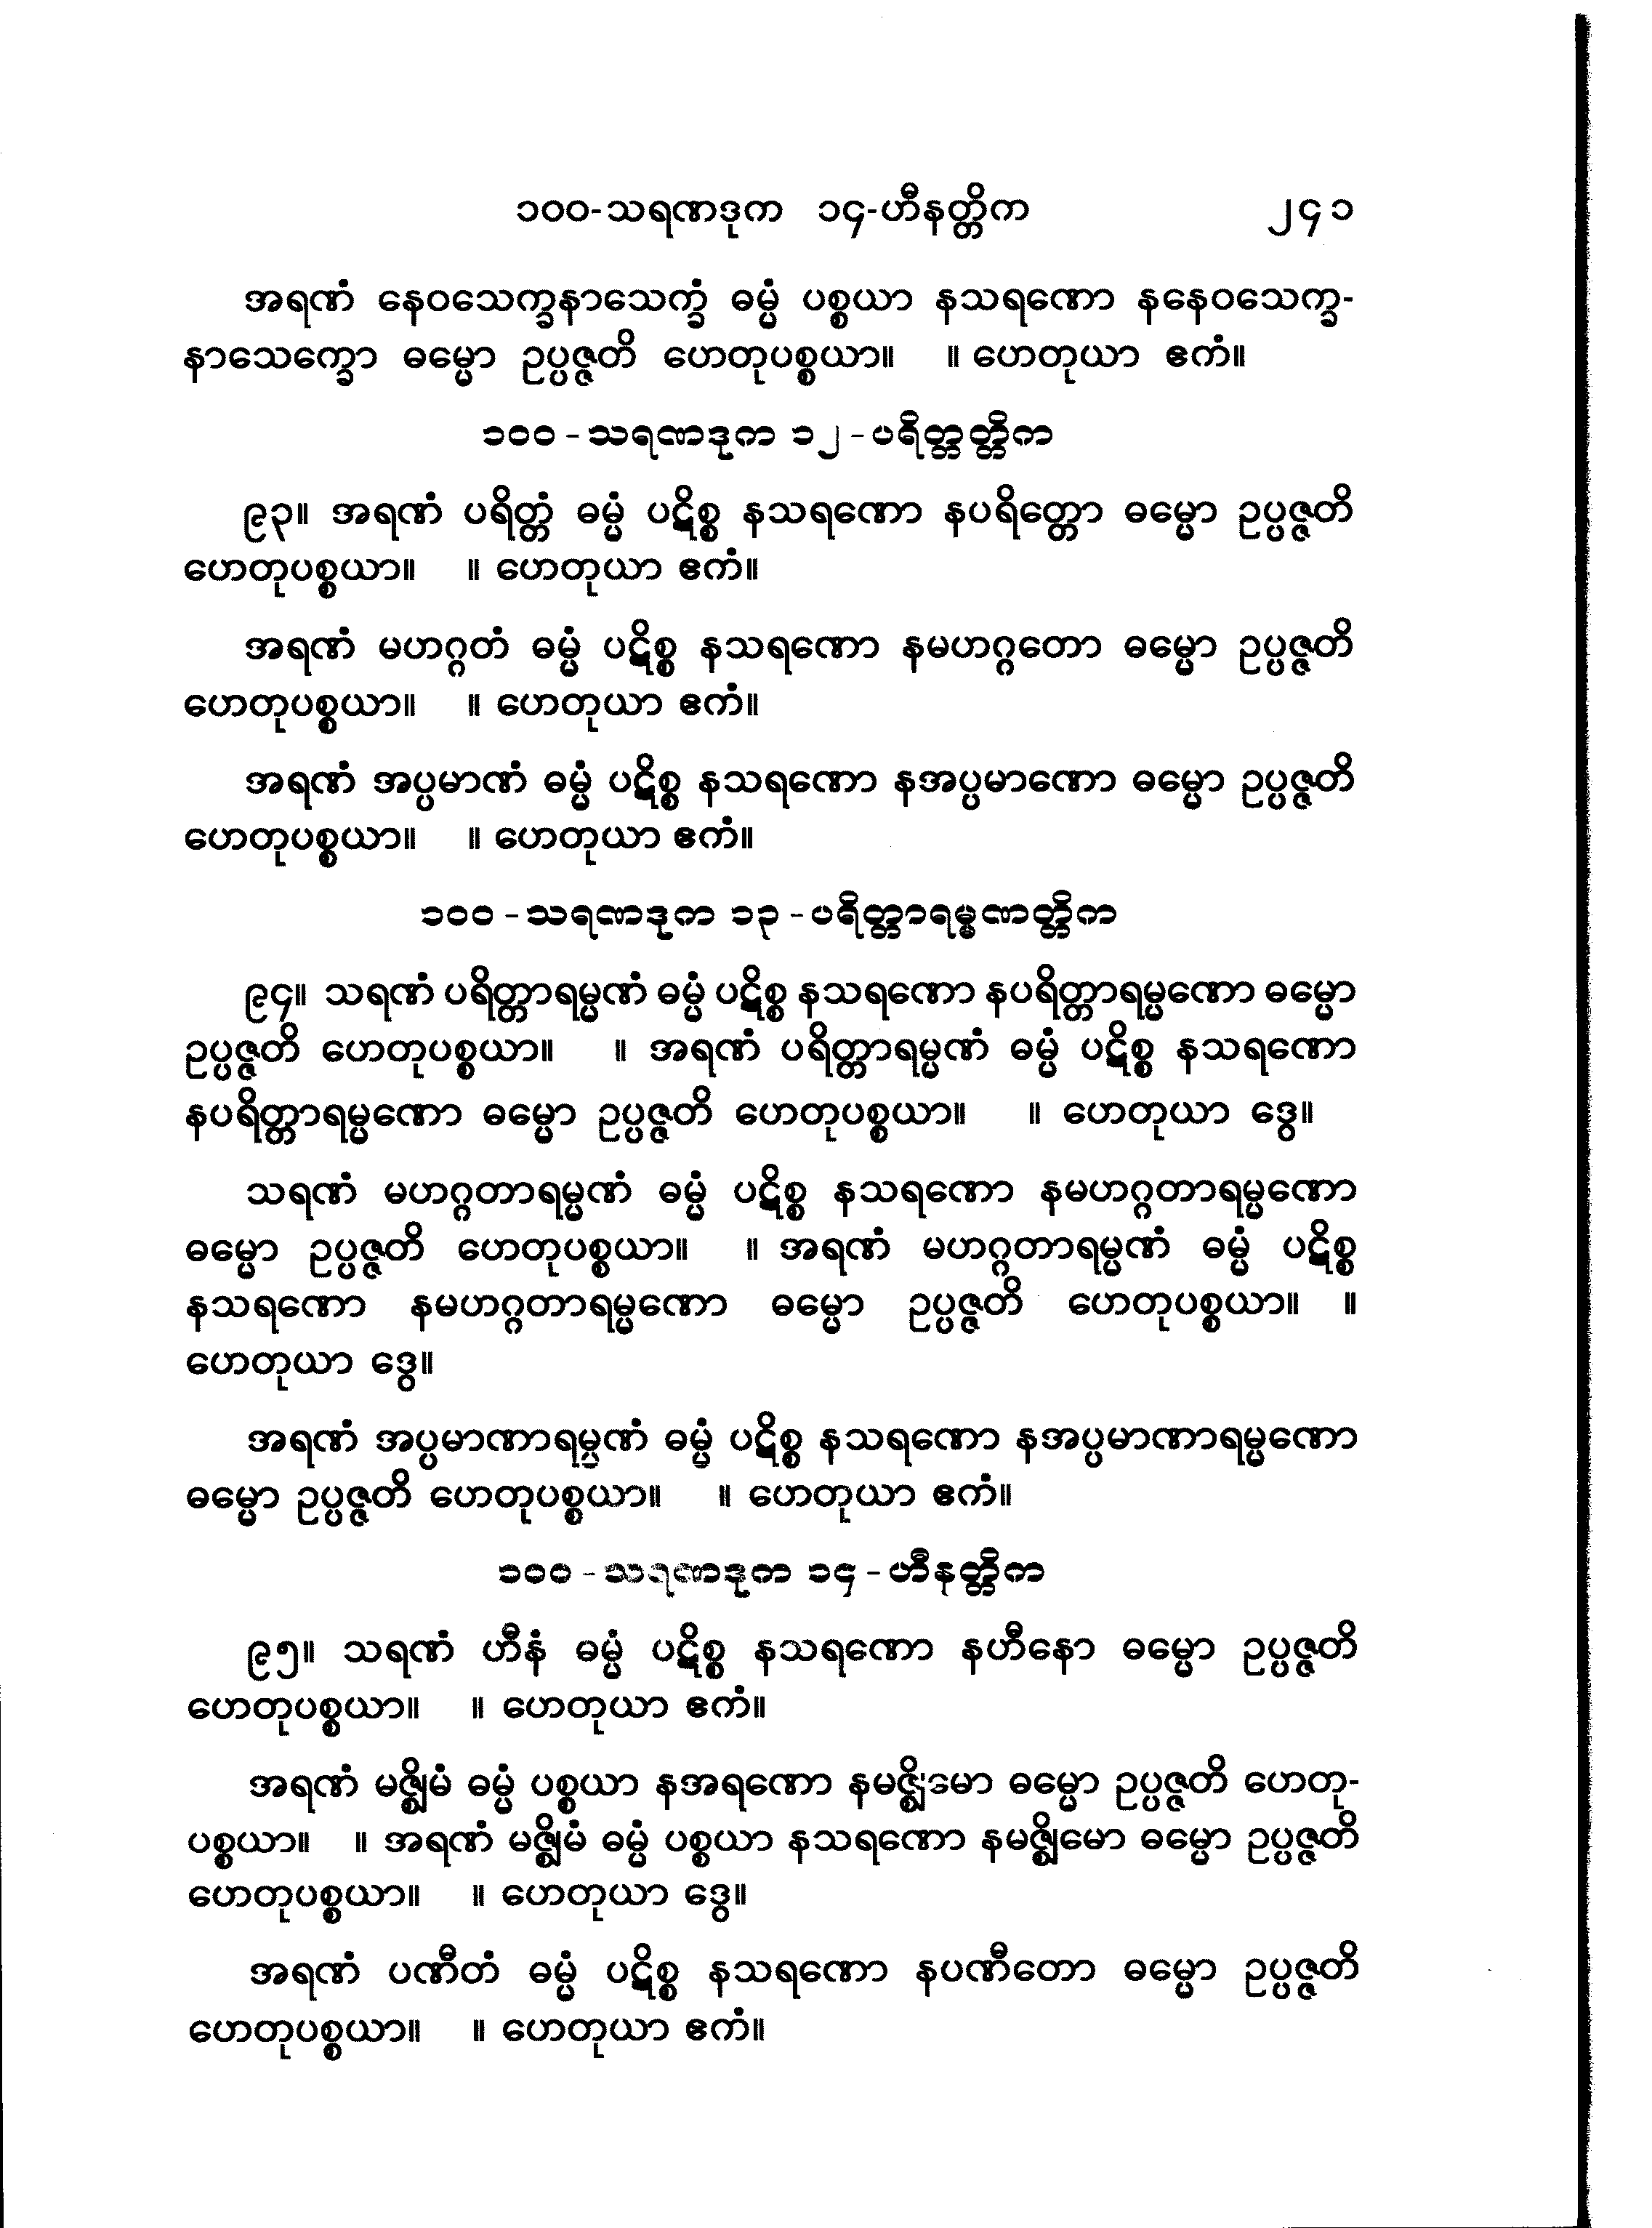 ၁၀၀-သရဏဒုက ၁၄-ဟီနတ္တိက ၂၄၁
အရဏံ နေဝသေက္ခနာသေက္ခံ ဓမ္မံ ပစ္စယာ နသရဏော နနေဝသေက္ခ-
နာသေက္ခော ဓမ္မော ဥပ္ပဇ္ဇတိ ဟေတုပစ္စယာ။ ။ ဟေတုယာ ဧကံ။
၁၀၀-သရဏဒုက ၁၂-ပရိတ္တတ္တိက
၉၃။ အရဏံ ပရိတ္တံ ဓမ္မံ ပဋိစ္စ နသရဏော နပရိတ္တော ဓမ္မော ဥပ္ပဇ္ဇတိ
ဟေတုပစ္စယာ။ ။ ဟေတုယာ ဧကံ။
အရဏံ မဟဂ္ဂတံ ဓမ္မံ ပဋိစ္စ နသရဏော နမဟဂ္ဂတော ဓမ္မော ဥပ္ပဇ္ဇတိ
ဟေတုပစ္စယာ။ ။ ဟေတုယာ ဧကံ။
အရဏံ အပ္ပမာဏံ ဓမ္မံ ပဋိစ္စ နသရဏော နအပ္ပမာဏော ဓမ္မော ဥပ္ပဇ္ဇတိ
ဟေတုပစ္စယာ။ ။ ဟေတုယာ ဧကံ။
၁၀၀-သရဏဒုက ၁၃-ပရိတ္တာရမ္မဏတ္တိက
၉၄။ သရဏံ ပရိတ္တာရမ္မဏံ ဓမ္မံ ပဋိစ္စ နသရဏော နပရိတ္တာရမ္မဏော ဓမ္မော
ဥပ္ပဇ္ဇတိ ဟေတုပစ္စယာ။ ။ အရဏံ ပရိတ္တာရမ္မဏံ ဓမ္မံ ပဋိစ္စ နသရဏော
နပရိတ္တာရမ္မဏော ဓမ္မော ဥပ္ပဇ္ဇတိ ဟေတုပစ္စယာ။ ။ ဟေတုယာ ဒွေ။
သရဏံ မဟဂ္ဂတာရမ္မဏံ ဓမ္မံ ပဋိစ္စ နသရဏော နမဟဂ္ဂတာရမ္မဏော
ဓမ္မော ဥပ္ပဇ္ဇတိ ဟေတုပစ္စယာ။ ။ အရဏံ မဟဂ္ဂတာရမ္မဏံ ဓမ္မံ ပဋိစ္စ
နသရဏော နမဟဂ္ဂတာရမ္မဏော ဓမ္မော ဥပ္ပဇ္ဇတိ ဟေတုပစ္စယာ။ ။
ဟေတုယာ ဒွေ။
အရဏံ အပ္ပမာဏာရမ္မဏံ ဓမ္မံ ပဋိစ္စ နသရဏော နအပ္ပမာဏာရမ္မဏော
ဓမ္မော ဥပ္ပဇ္ဇတိ ဟေတုပစ္စယာ။ ။ ဟေတုယာ ဧကံ။
၁၀၀-သရဏဒုက ၁၄-ဟီနတ္တိက
၉၅။ သရဏံ ဟီနံ ဓမ္မံ ပဋိစ္စ နသရဏော နဟီနော ဓမ္မော ဥပ္ပဇ္ဇတိ
ဟေတုပစ္စယာ။ ။ ဟေတုယာ ဧကံ။
အရဏံ မဇ္ဈိမံ ဓမ္မံ ပစ္စယာ နအရဏော နမဇ္ဈိမော ဓမ္မော ဥပ္ပဇ္ဇတိ ဟေတု-
ပစ္စယာ။ ။ အရဏံ မဇ္ဈိမံ ဓမ္မံ ပစ္စယာ နသရဏော နမဇ္ဈိမော ဓမ္မော ဥပ္ပဇ္ဇတိ
ဟေတုပစ္စယာ။ ။ ဟေတုယာ ဒွေ။
အရဏံ ပဏီတံ ဓမ္မံ ပဋိစ္စ နသရဏော နပဏီတော ဓမ္မော ဥပ္ပဇ္ဇတိ
ဟေတုပစ္စယာ။ ။ ဟေတုယာ ဧကံ။